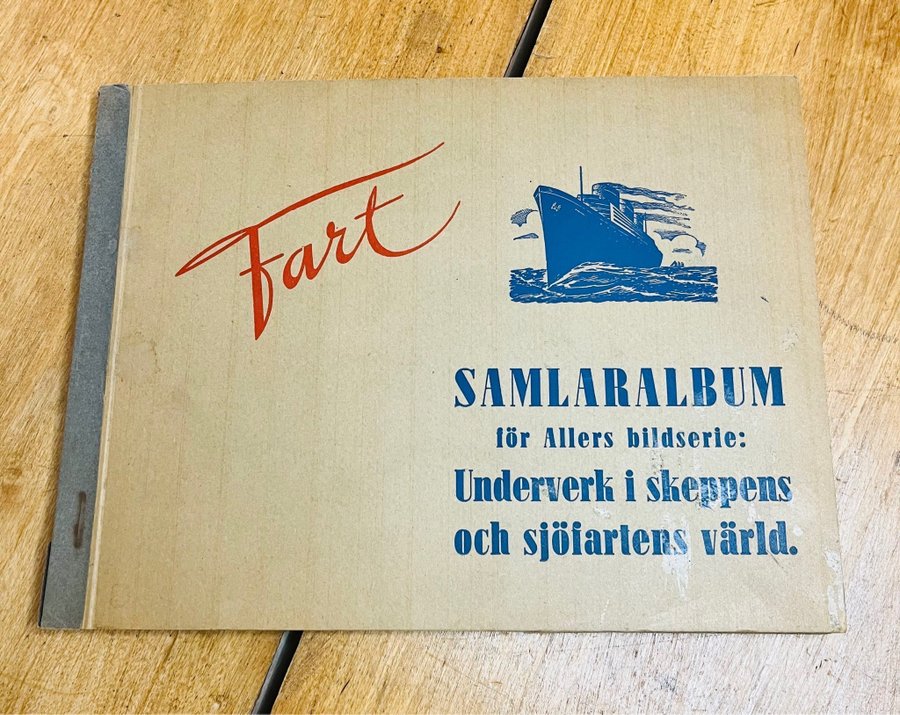 Fart
SAMLARALBUM
för Allers bildserie:
Underverk i skeppens
och sjöfartens värld.